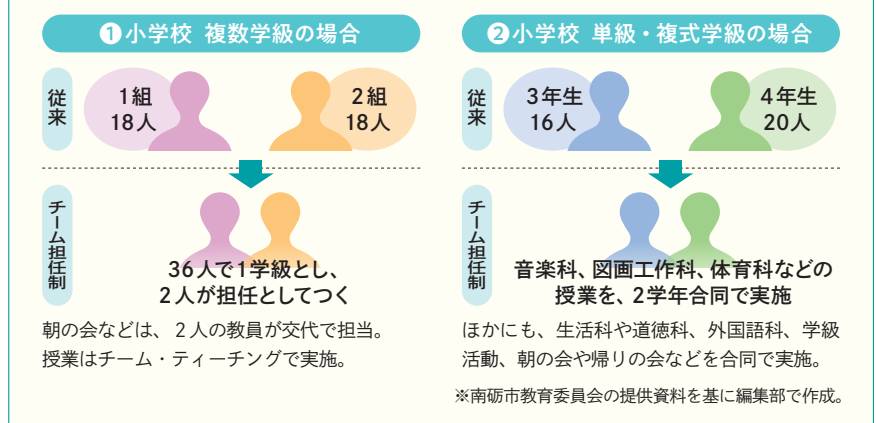 ❶小学校 複数学級の場合
従来
1組
18人
2組
18人
チーム担任制
36人で1学級とし、
2人が担任としてつく
朝の会などは、2人の教員が交代で担当。
授業はチーム・ティーチングで実施。
❷小学校 単級・複式学級の場合
従来
3年生
16人
4年生
20人
チーム担任制
音楽科、図画工作科、体育科などの
授業を、2学年合同で実施
ほかにも、生活科や道徳科、外国語科、学級
活動、朝の会や帰りの会などを合同で実施。
※南砺市教育委員会の提供資料を基に編集部で作成。